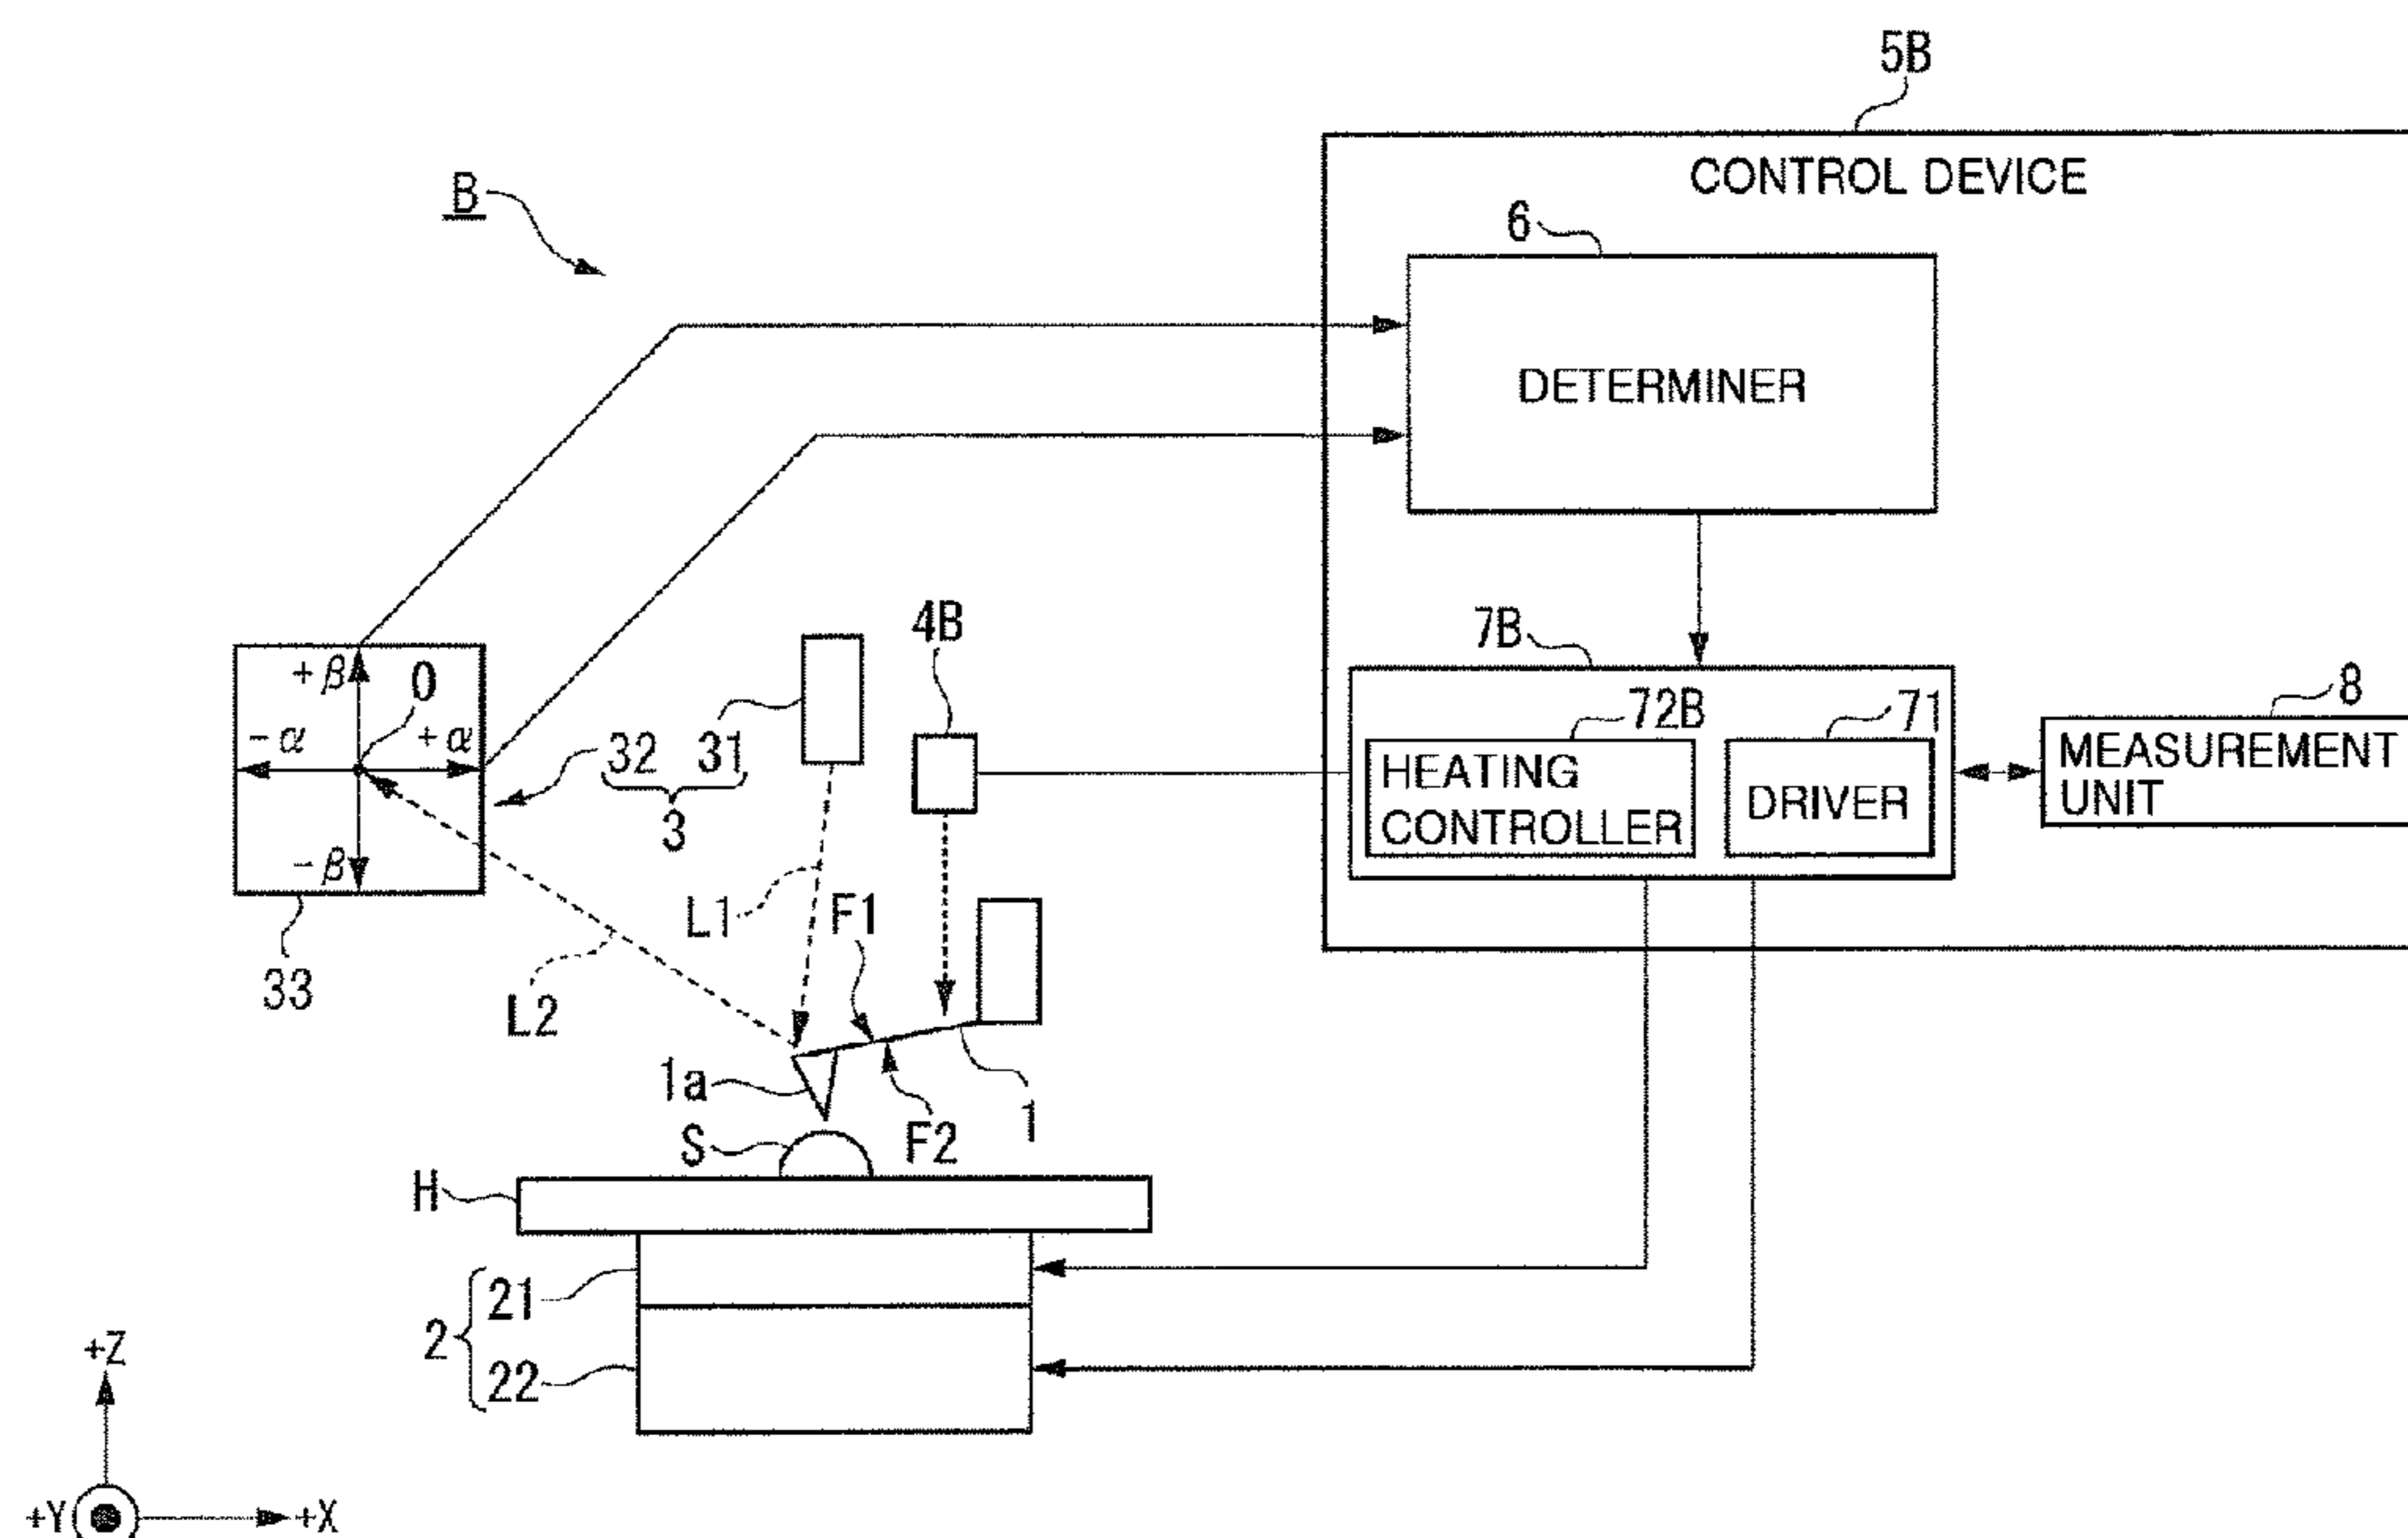 5B
CONTROL DEVICE
B
6
DETERMINER
7B
4B
+β
0
-α
+α
-β
32
31
3
72B
71
8
HEATING
CONTROLLER
DRIVER
MEASUREMENT
UNIT
L1
F1
33
L2
1a
1
S
F2
H
21
2
22
+Z
+Y
+X